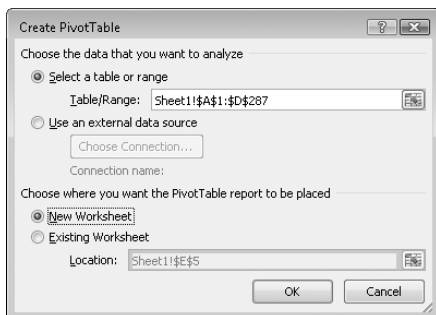 Create PivotTable
Choose the data that you want to analyze
Select a table or range
Table/Range: Sheet1!$A$1:$D$287
Use an external data source
Choose Connection...
Connection name:
Choose where you want the PivotTable report to be placed
New Worksheet
Existing Worksheet
Location: Sheet1!$E$5
OK Cancel